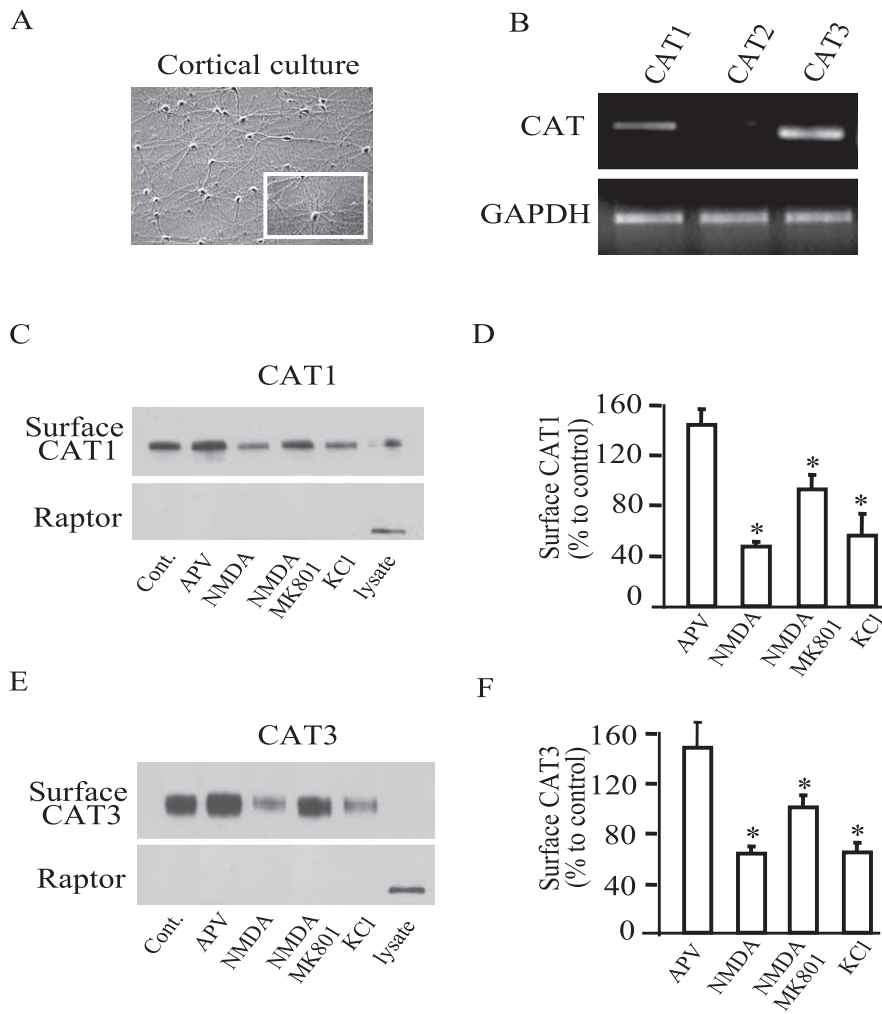 A
Cortical culture
B
CAT1
CAT2
CAT3
CAT
GAPDH
C
CAT1
Surface
CAT1
Raptor
Cont.
APV
NMDA
NMDA
MK801
KCl
lysate
D
Surface CAT1
(% to control)
160
120
80
40
0
*
*
*
APV
NMDA
NMDA
MK801
KCl
E
CAT3
Surface
CAT3
Raptor
Cont.
APV
NMDA
NMDA
MK801
KCl
lysate
F
Surface CAT3
(% to control)
160
120
80
40
0
*
*
*
APV
NMDA
NMDA
MK801
KCl